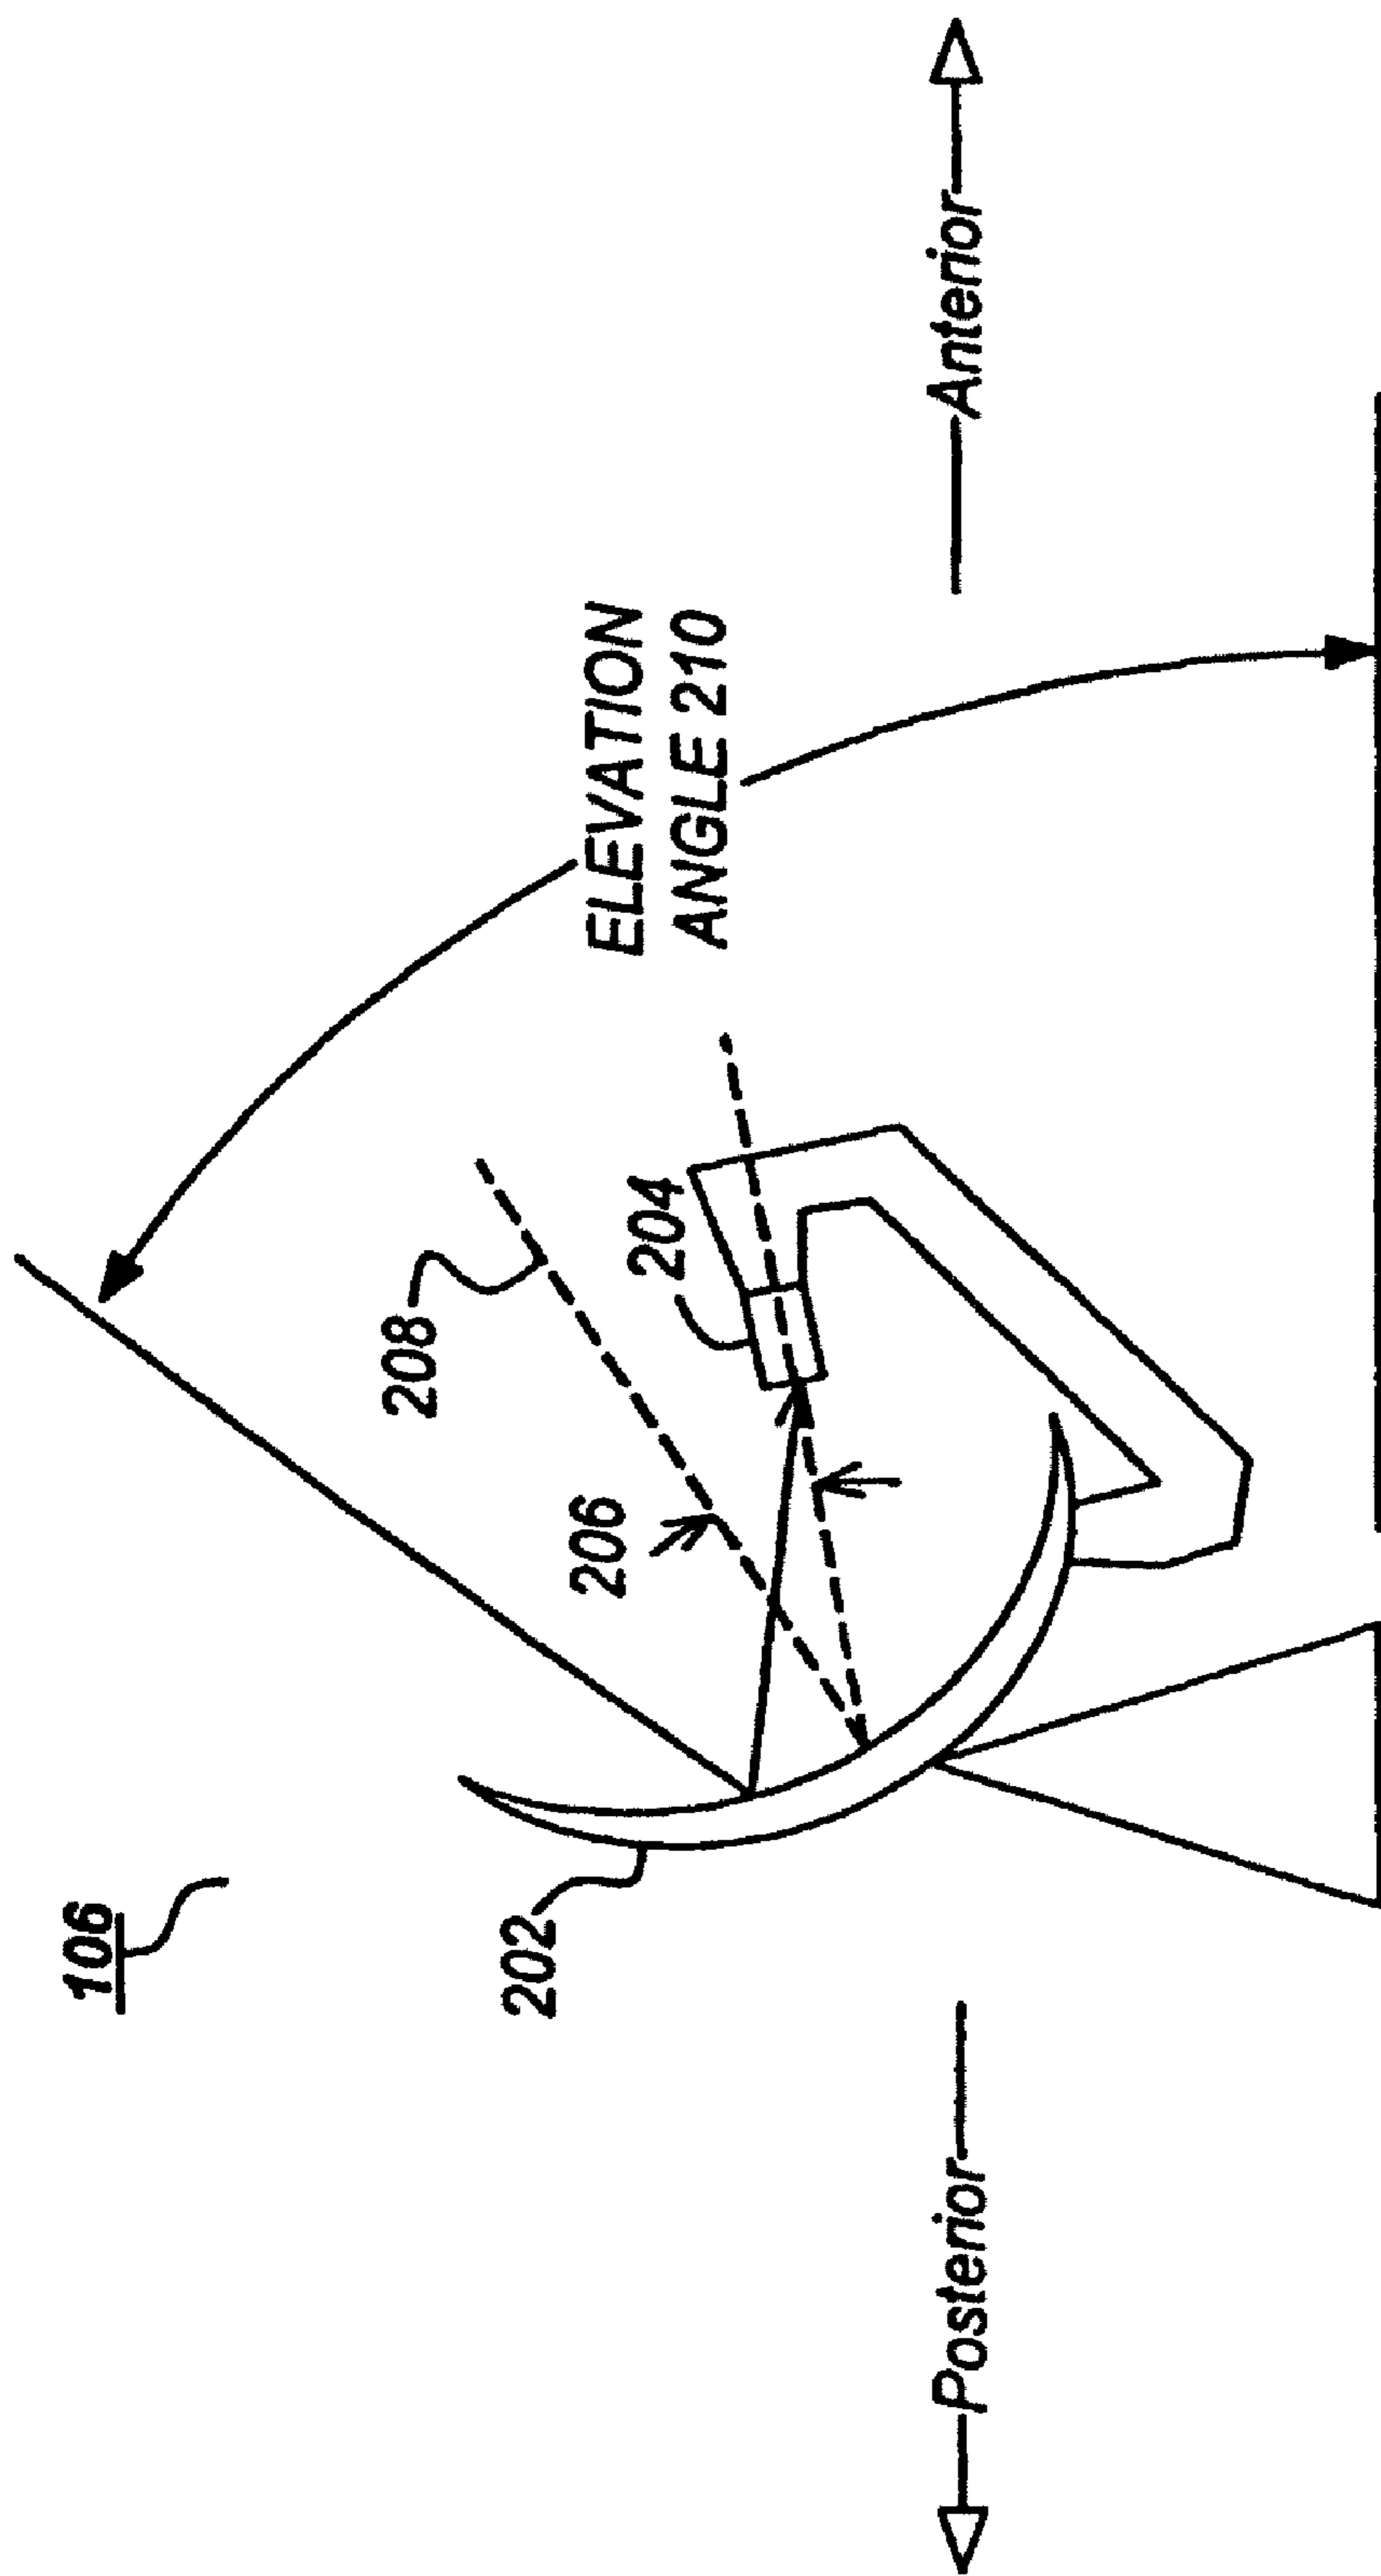 106
202
206
208
204
ELEVATION
ANGLE 210
Posterior
Anterior